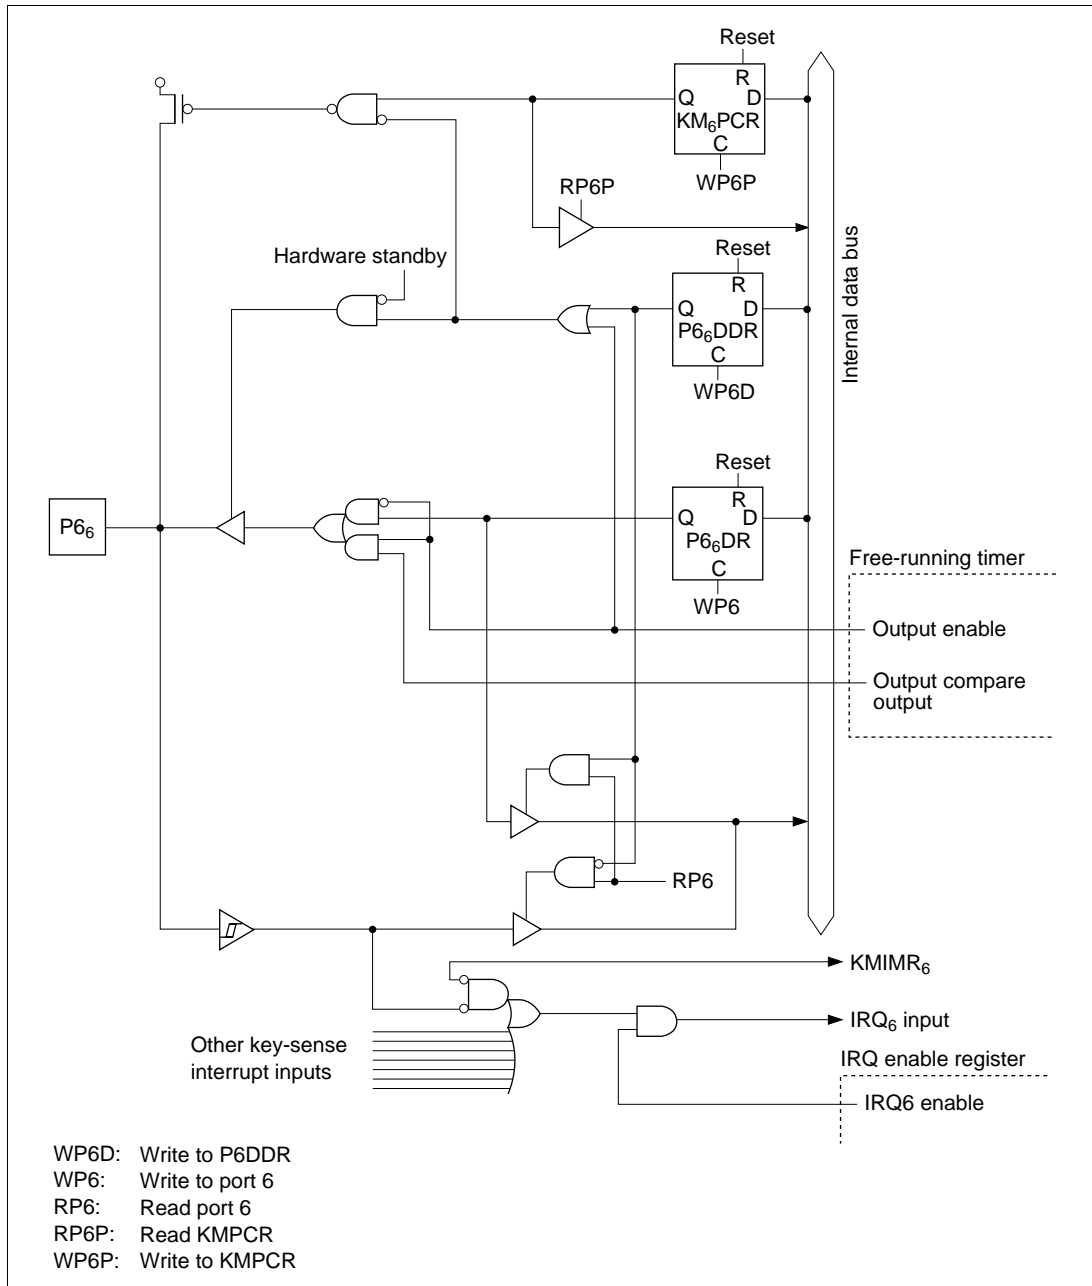 Reset
R
Q D
KM₆PCR
C
WP6P
RP6P
Hardware standby
Reset
R
Q D
P6₆DDR
C
WP6D
Internal data bus
Reset
R
Q D
P6₆DR
C
WP6
P6₆
Free-running timer
Output enable
Output compare
output
RP6
KMIMR₆
IRQ₆ input
Other key-sense
interrupt inputs
IRQ enable register
IRQ6 enable
WP6D: Write to P6DDR
WP6: Write to port 6
RP6: Read port 6
RP6P: Read KMPCR
WP6P: Write to KMPCR